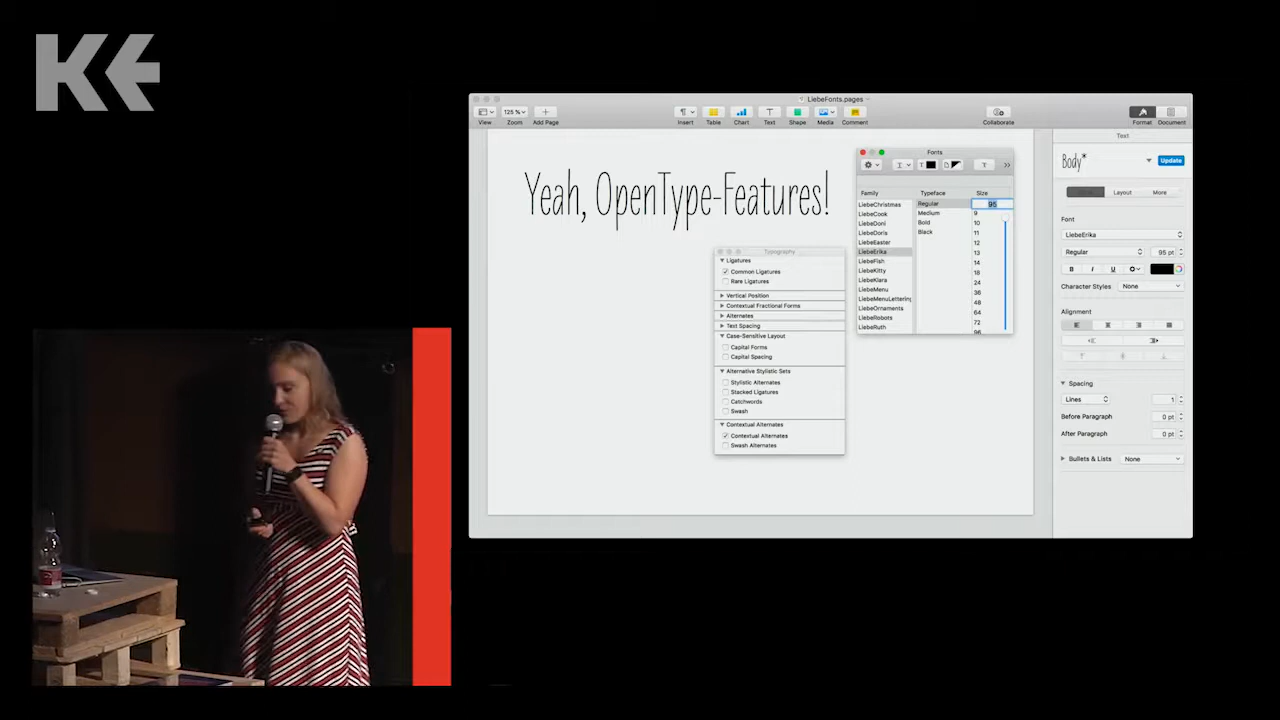 KE
LiebeFonts.pages
125 %
View
Zoom
Add Page
Insert
Table
Chart
Text
Shape
Media
Comment
Collaborate
Format
Document
Yeah, OpenType-Features!
Typography
Ligatures
Common Ligatures
Rare Ligatures
Vertical Position
Contextual Fractional Forms
Alternates
Text Spacing
Case-Sensitive Layout
Capital Forms
Capital Spacing
Alternative Stylistic Sets
Stylistic Alternates
Stacked Ligatures
Catchwords
Swash
Contextual Alternates
Contextual Alternates
Swash Alternates
Fonts
Family
Typeface
Size
LiebeChristmas
LiebeCook
LiebeDoni
LiebeDoris
LiebeEaster
LiebeErika
LiebeFish
LiebeKitty
LiebeKlara
LiebeMenu
LiebeMenuLettering
LiebeOrnaments
LiebeRobots
LiebeRuth
Regular
Medium
Bold
Black
95
9
10
11
12
13
14
18
24
36
48
64
72
96
Text
Body*
Update
Layout
More
Font
LiebeErika
Regular
95 pt
B I U
Character Styles None
Alignment
Spacing
Lines 1
Before Paragraph 0 pt
After Paragraph 0 pt
Bullets & Lists None